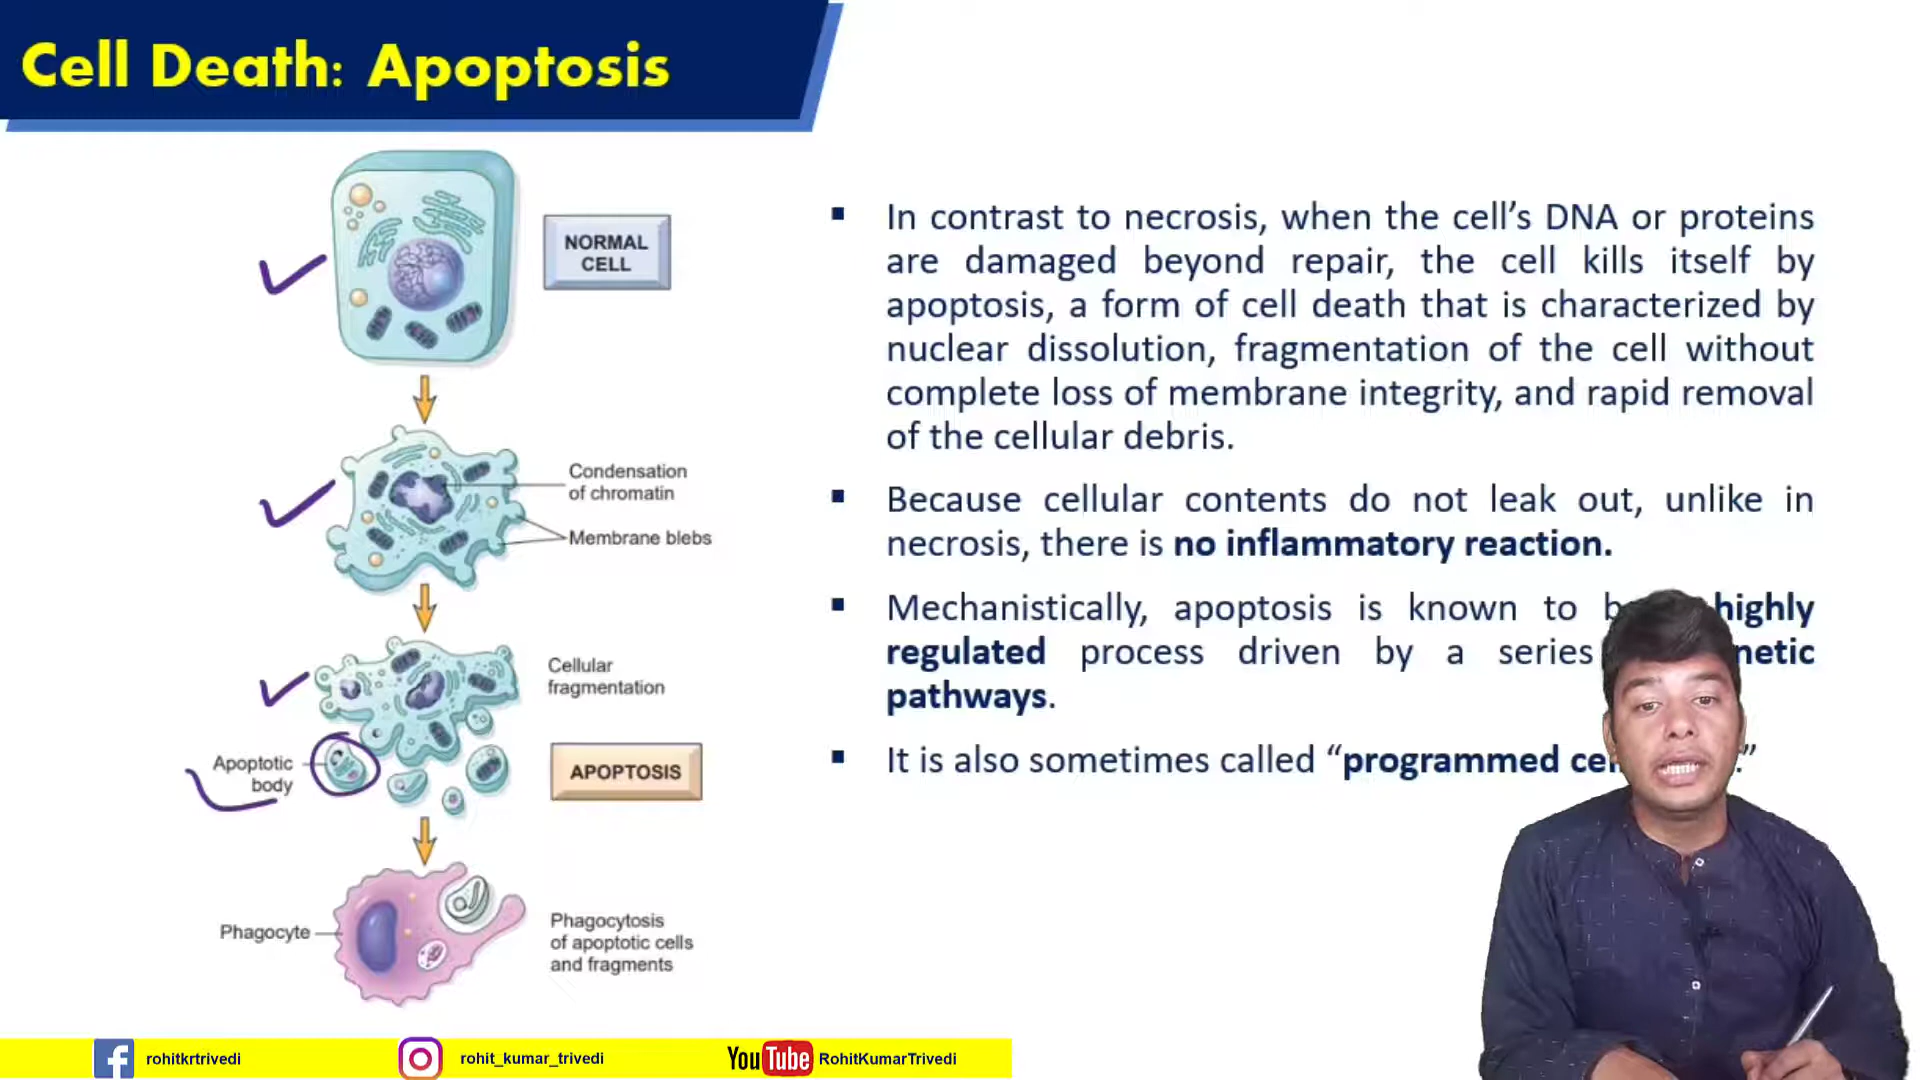 Cell Death: Apoptosis
NORMAL
CELL
Condensation
of chromatin
Membrane blebs
Cellular
fragmentation
Apoptotic
body
APOPTOSIS
Phagocyte
Phagocytosis
of apoptotic cells
and fragments
▪ In contrast to necrosis, when the cell’s DNA or proteins
are damaged beyond repair, the cell kills itself by
apoptosis, a form of cell death that is characterized by
nuclear dissolution, fragmentation of the cell without
complete loss of membrane integrity, and rapid removal
of the cellular debris.
▪ Because cellular contents do not leak out, unlike in
necrosis, there is no inflammatory reaction.
▪ Mechanistically, apoptosis is known to highly
regulated process driven by a series
pathways.
▪ It is also sometimes called “programmed
rohitkrtrivedi
rohit_kumar_trivedi
YouTube RohitKumarTrivedi